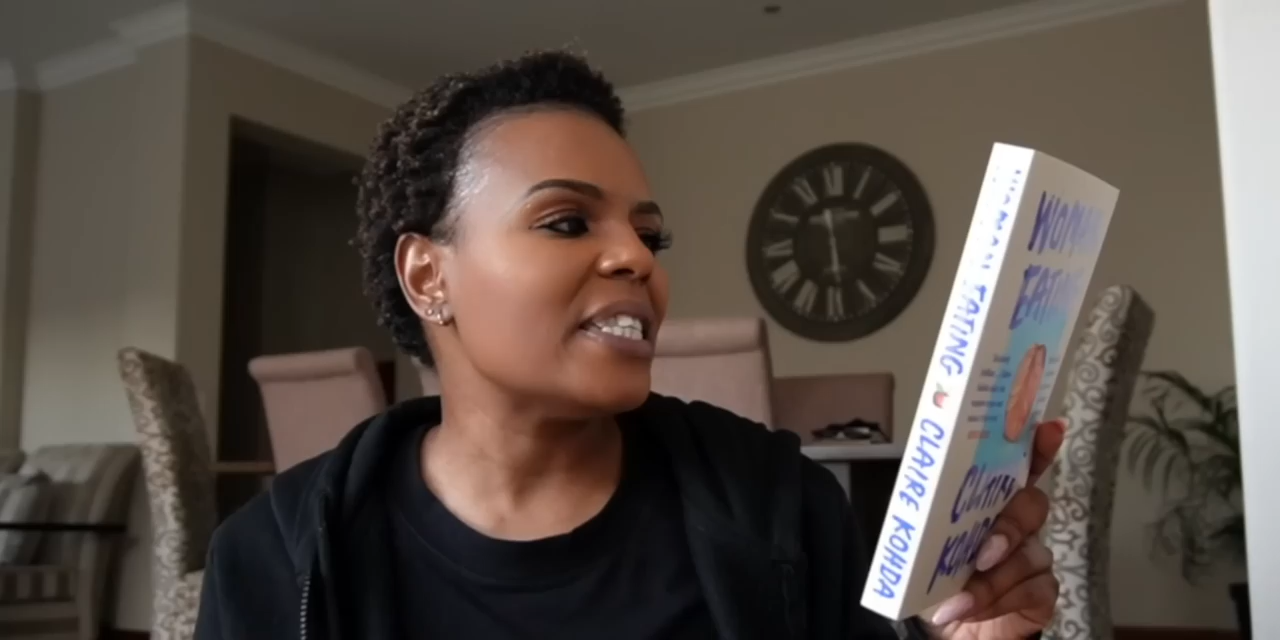 WOMAN EATING CLAIRE KOHDA
WOMAN
EATING
CLAIRE
KOHDA